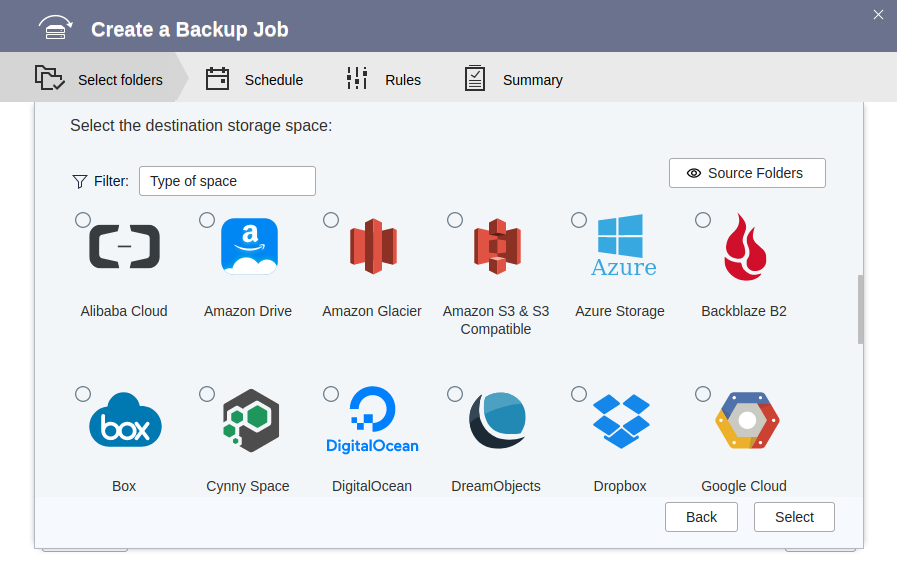 Create a Backup Job
Select folders
Schedule
Rules
Summary
Select the destination storage space:
Filter:
Type of space
Source Folders
a
Azure
Alibaba Cloud
Amazon Drive
Amazon Glacier
Amazon S3 & S3
Compatible
Azure Storage
Backblaze B2
box
DigitalOcean
Box
Cynny Space
DigitalOcean
DreamObjects
Dropbox
Google Cloud
Back
Select